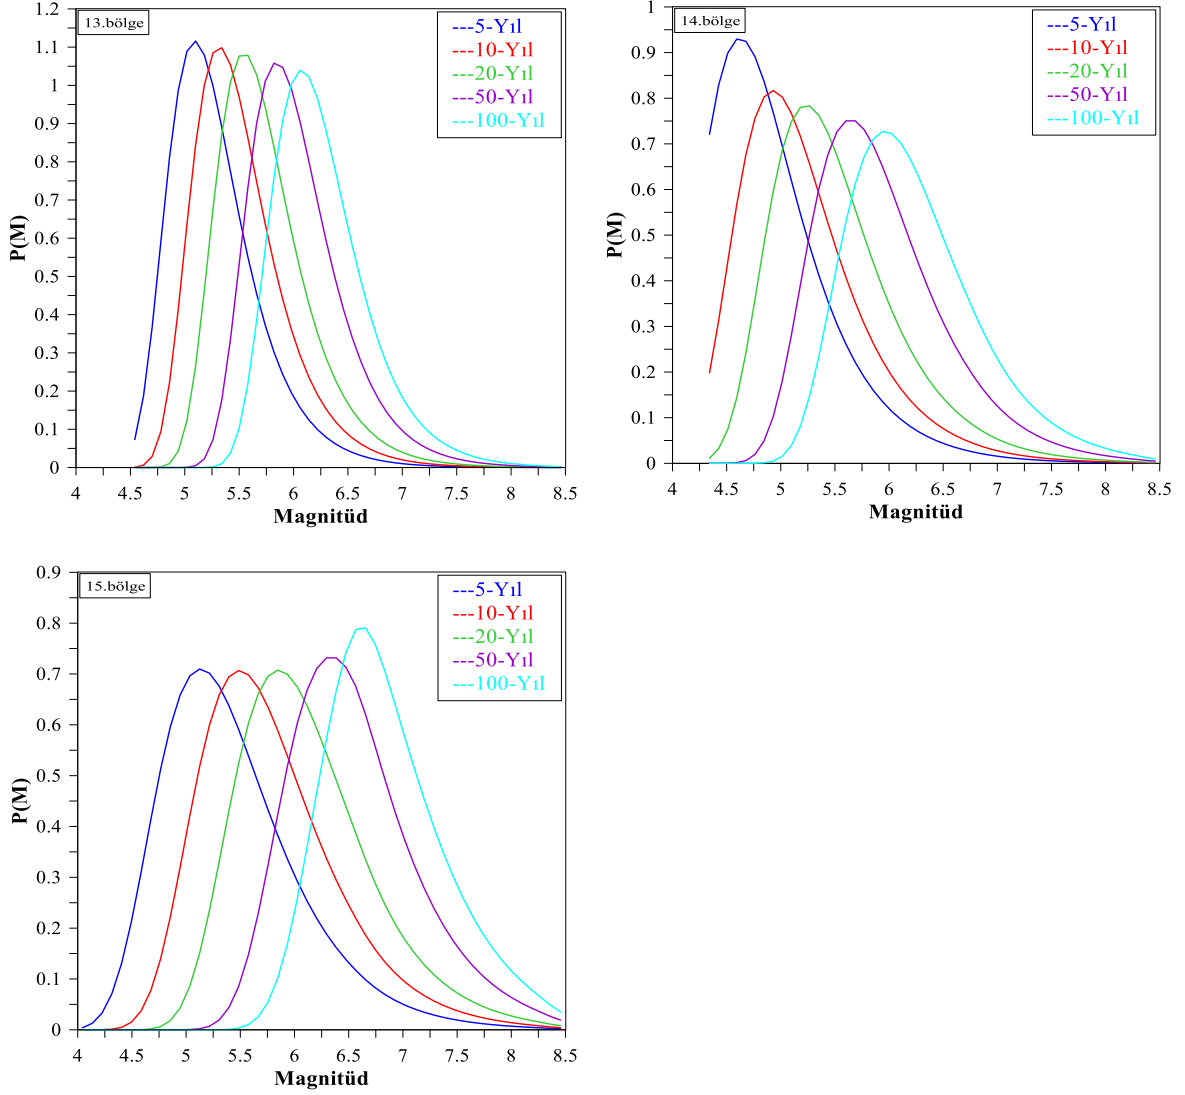 13.bölge
---5-Yıl
---10-Yıl
---20-Yıl
---50-Yıl
---100-Yıl
P(M)
1.2
1.1
1
0.9
0.8
0.7
0.6
0.5
0.4
0.3
0.2
0.1
0
4 4.5 5 5.5 6 6.5 7 7.5 8 8.5
Magnitüd
14.bölge
---5-Yıl
---10-Yıl
---20-Yıl
---50-Yıl
---100-Yıl
P(M)
1
0.9
0.8
0.7
0.6
0.5
0.4
0.3
0.2
0.1
0
4 4.5 5 5.5 6 6.5 7 7.5 8 8.5
Magnitüd
15.bölge
---5-Yıl
---10-Yıl
---20-Yıl
---50-Yıl
---100-Yıl
P(M)
0.9
0.8
0.7
0.6
0.5
0.4
0.3
0.2
0.1
0
4 4.5 5 5.5 6 6.5 7 7.5 8 8.5
Magnitüd